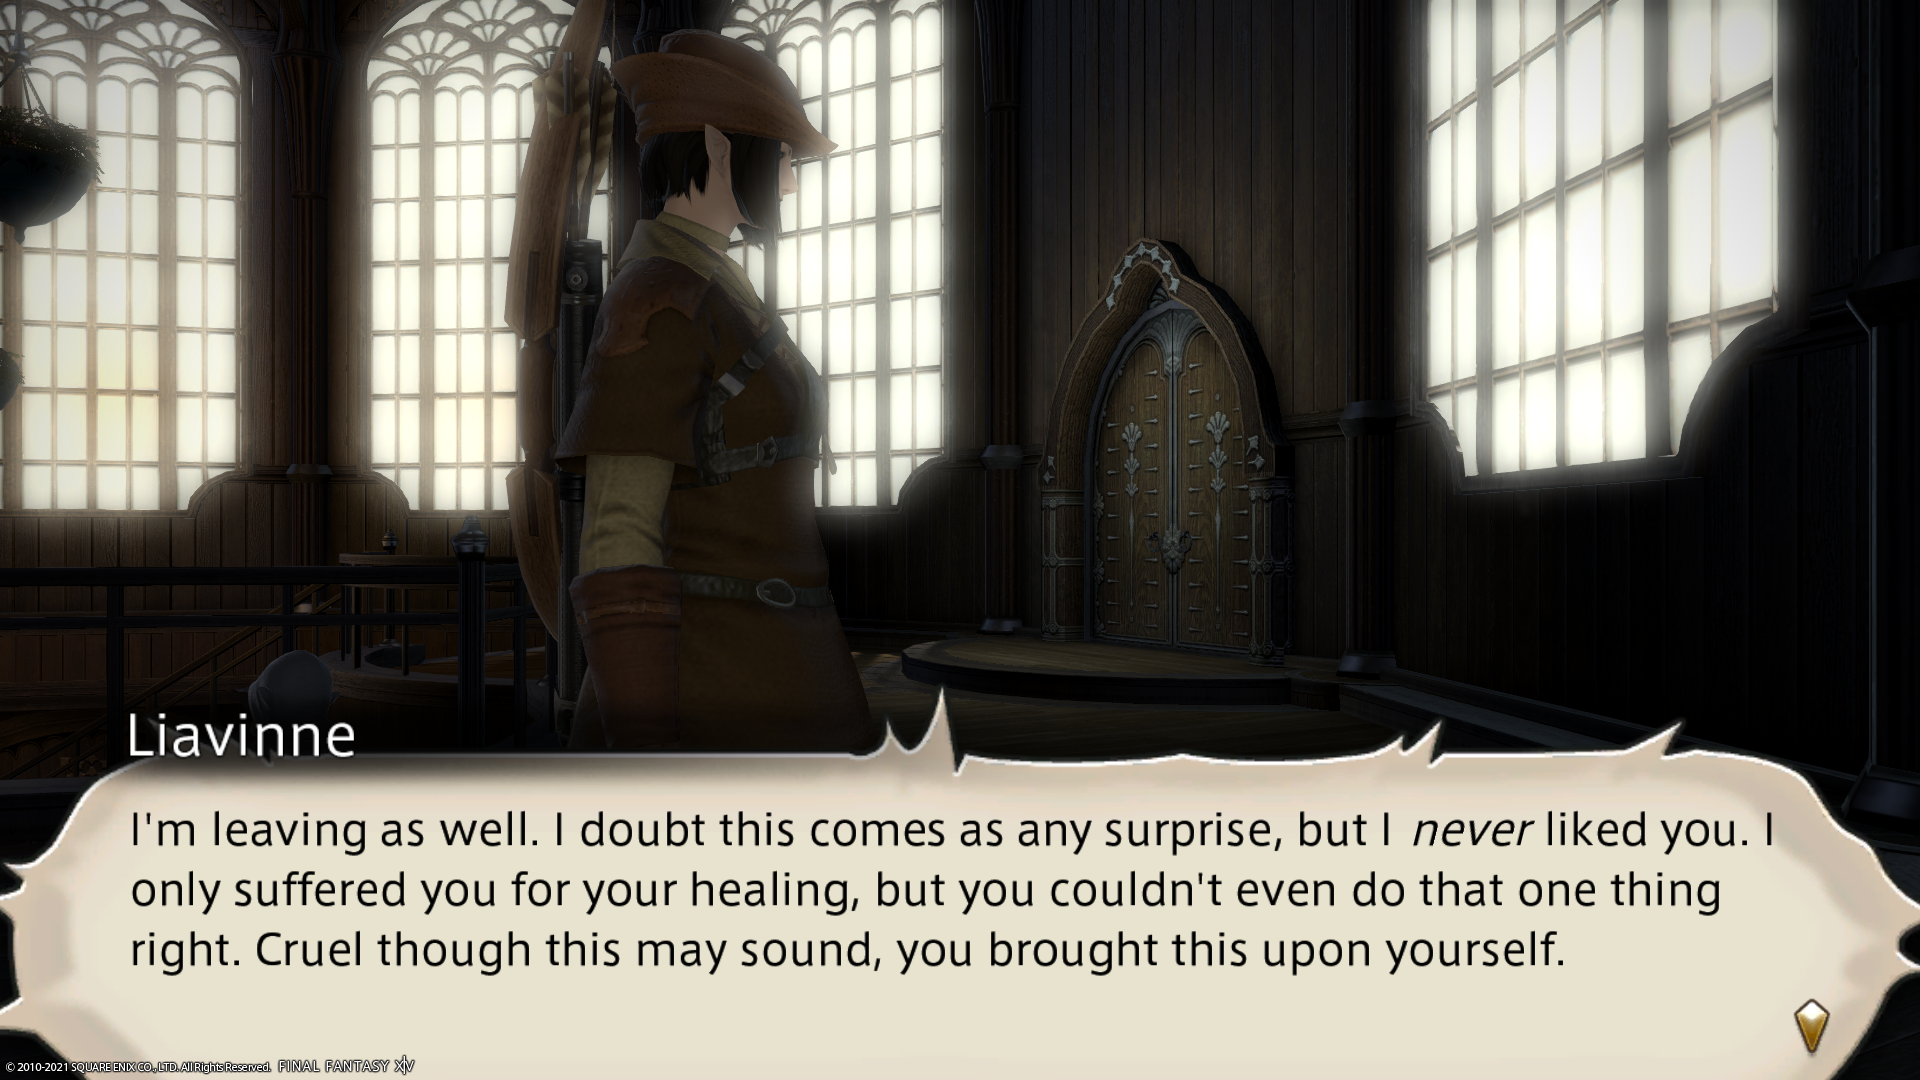 Liavinne
I'm leaving as well. I doubt this comes as any surprise, but I never liked you. I
only suffered you for your healing, but you couldn't even do that one thing
right. Cruel though this may sound, you brought this upon yourself.
© 2010-2021 SQUARE ENIX CO., LTD. All Rights Reserved. FINAL FANTASY XIV